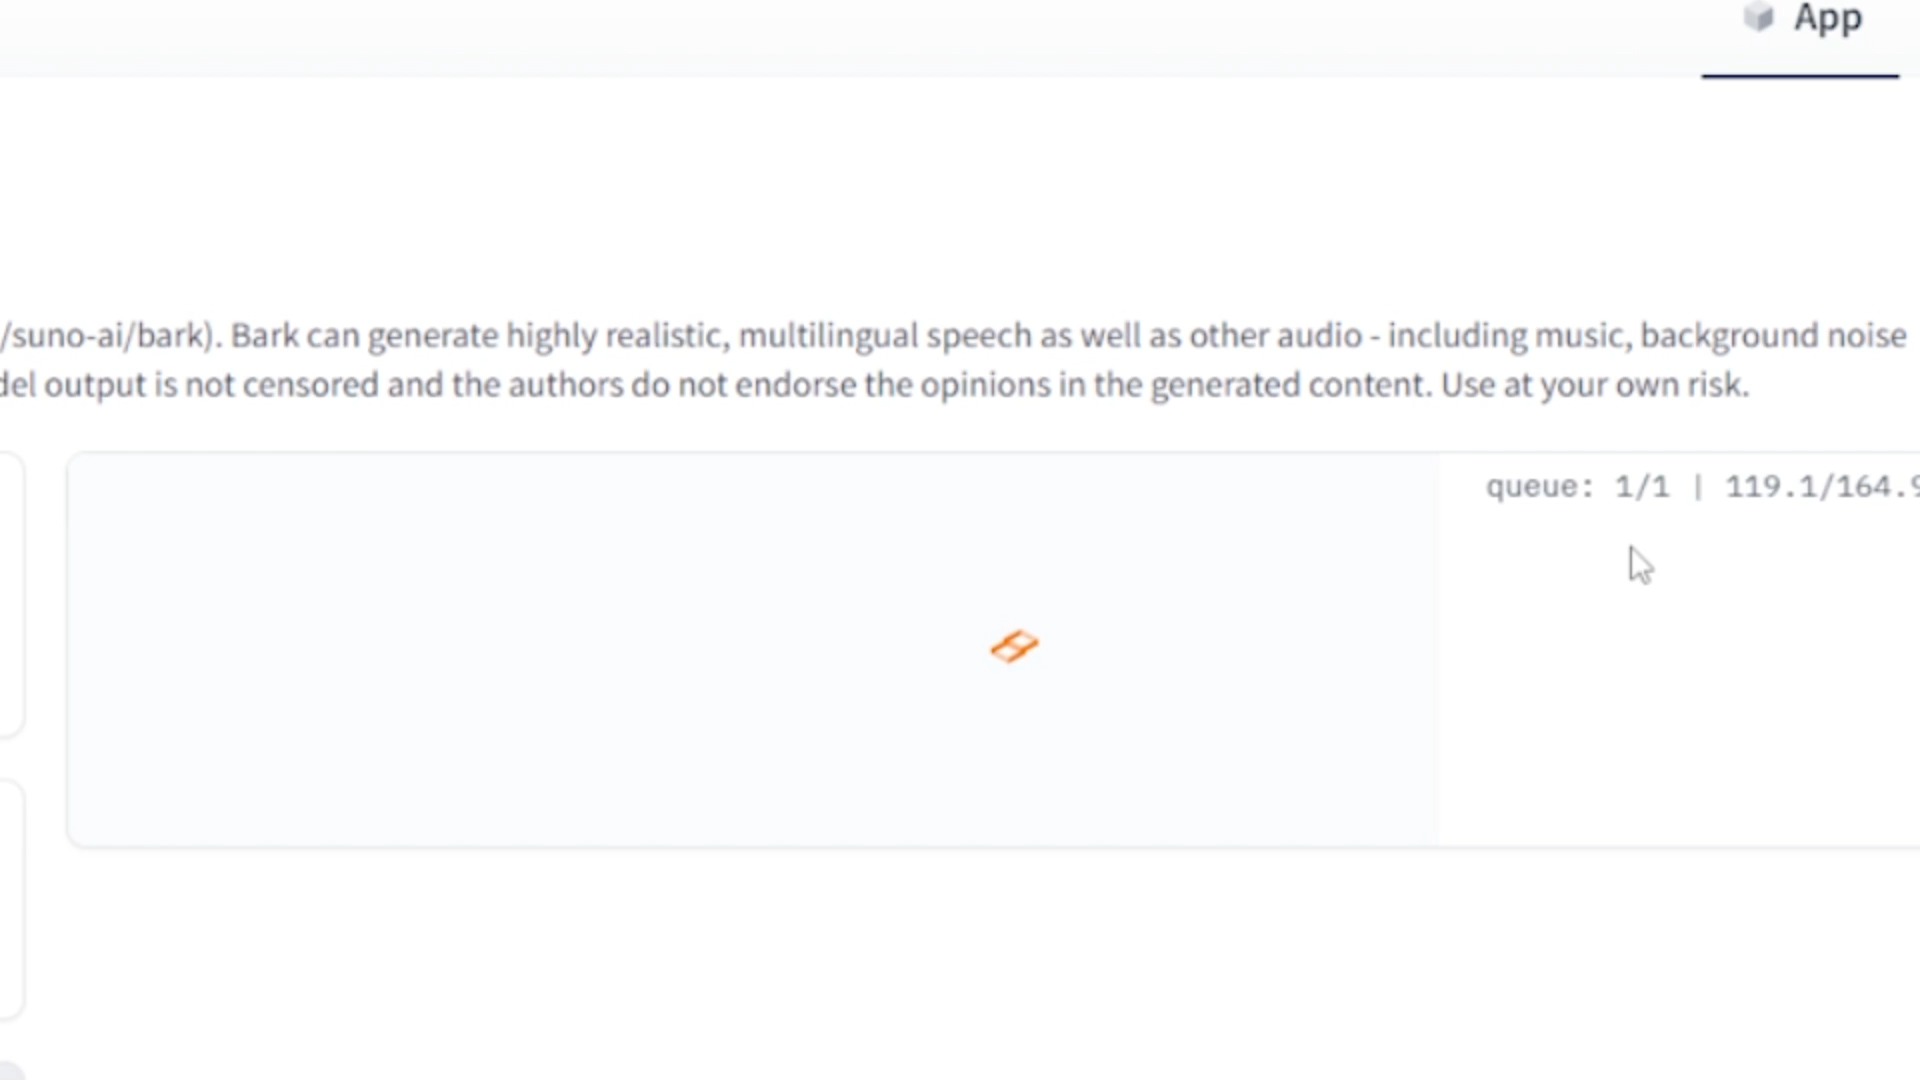 App
/suno-ai/bark). Bark can generate highly realistic, multilingual speech as well as other audio - including music, background noise
output is not censored and the authors do not endorse the opinions in the generated content. Use at your own risk.
queue: 1/1 | 119.1/164.9